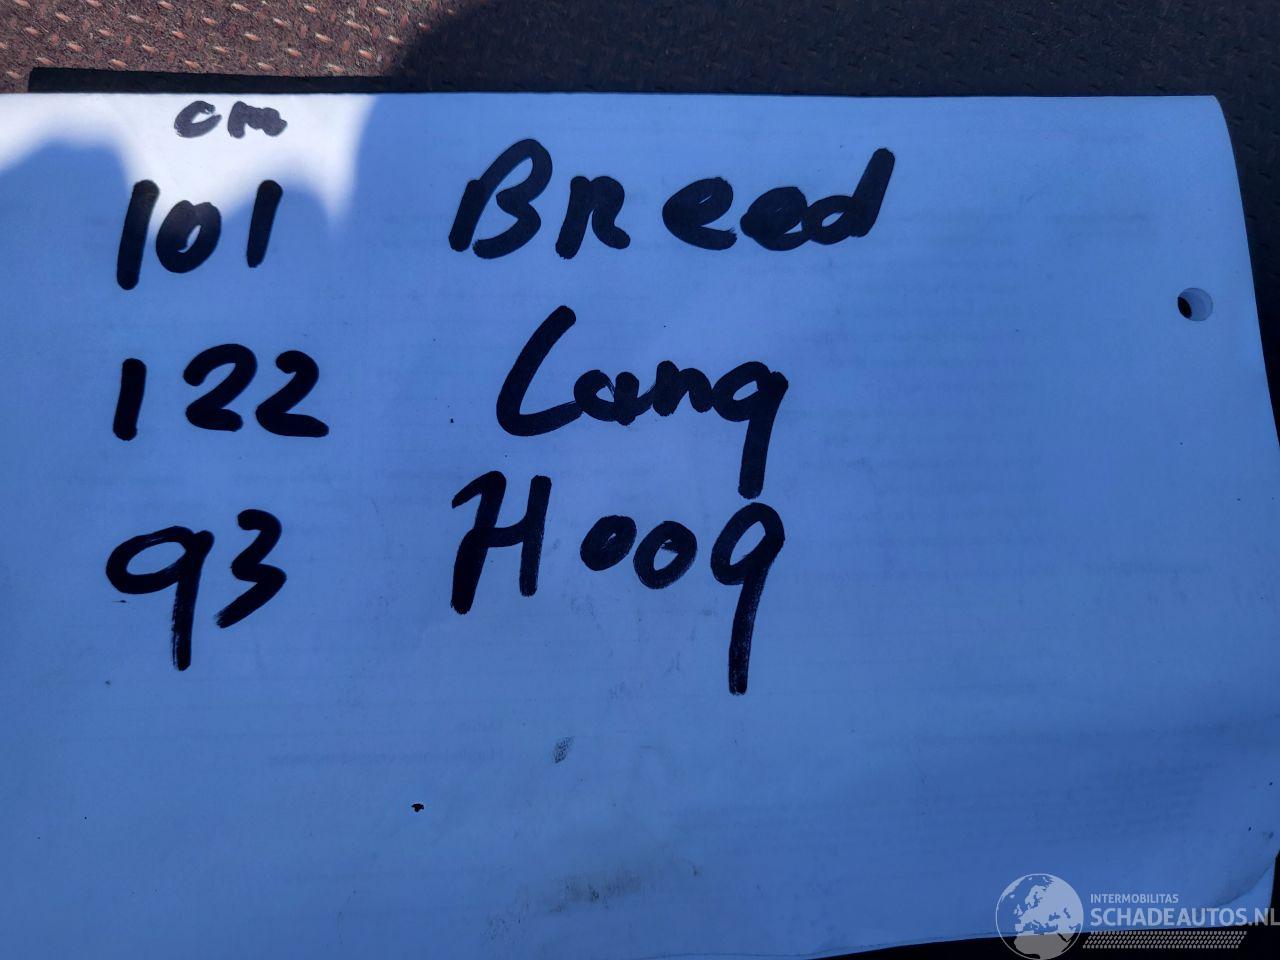 cm
101 Breed
122 Lang
93 Hoog
INTERMOBILITAS
SCHADEAUTOS.NL